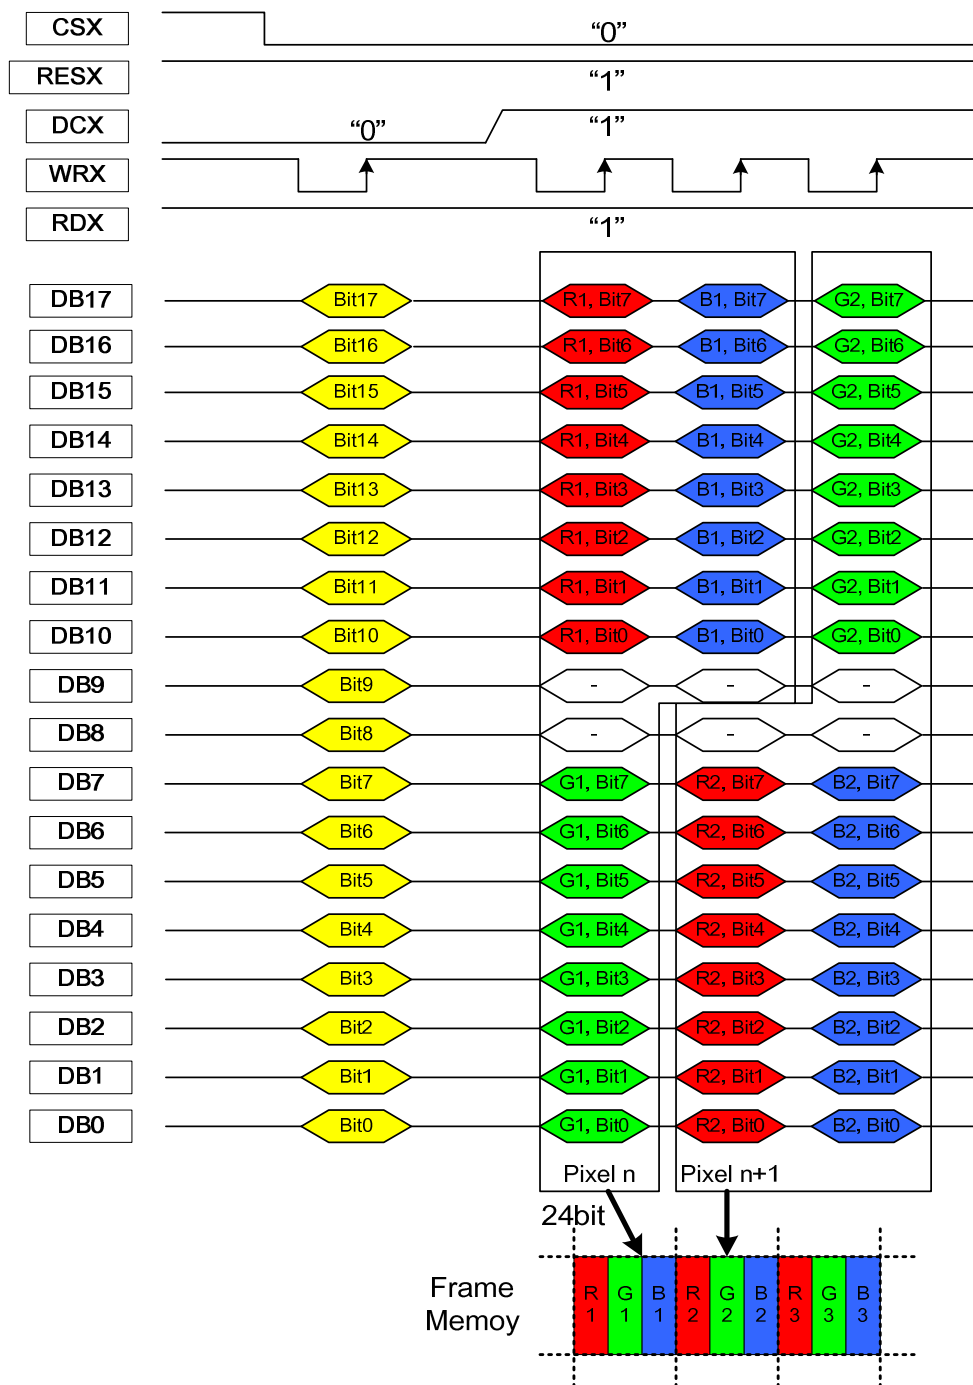 CSX “0”
RESX “1”
DCX “0” “1”
WRX
RDX “1”
DB17 Bit17 R1, Bit7 B1, Bit7 G2, Bit7
DB16 Bit16 R1, Bit6 B1, Bit6 G2, Bit6
DB15 Bit15 R1, Bit5 B1, Bit5 G2, Bit5
DB14 Bit14 R1, Bit4 B1, Bit4 G2, Bit4
DB13 Bit13 R1, Bit3 B1, Bit3 G2, Bit3
DB12 Bit12 R1, Bit2 B1, Bit2 G2, Bit2
DB11 Bit11 R1, Bit1 B1, Bit1 G2, Bit1
DB10 Bit10 R1, Bit0 B1, Bit0 G2, Bit0
DB9 Bit9 - - -
DB8 Bit8 - - -
DB7 Bit7 G1, Bit7 R2, Bit7 B2, Bit7
DB6 Bit6 G1, Bit6 R2, Bit6 B2, Bit6
DB5 Bit5 G1, Bit5 R2, Bit5 B2, Bit5
DB4 Bit4 G1, Bit4 R2, Bit4 B2, Bit4
DB3 Bit3 G1, Bit3 R2, Bit3 B2, Bit3
DB2 Bit2 G1, Bit2 R2, Bit2 B2, Bit2
DB1 Bit1 G1, Bit1 R2, Bit1 B2, Bit1
DB0 Bit0 G1, Bit0 R2, Bit0 B2, Bit0
Pixel n Pixel n+1
24bit
Frame
Memoy
R G B R G B R G B
1 1 1 2 2 2 3 3 3